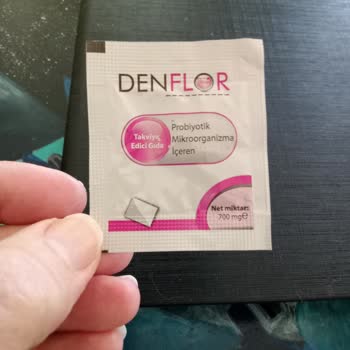 DENFLOR
Takviye
Edici Gıda
Probiyotik
Mikroorganizma
İçeren
Net miktar:
700 mg℮